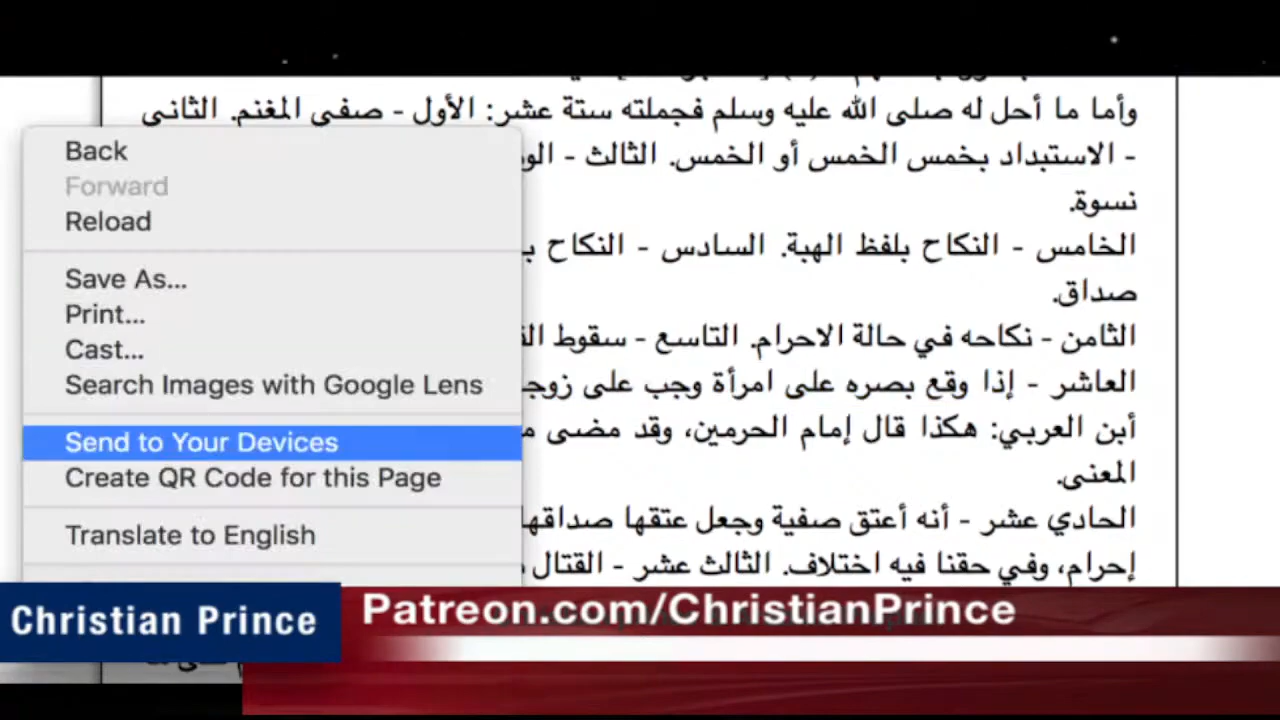 وأما ما أحل له صلى الله عليه وسلم فجملته ستة عشر: الأول - صفي المغنم. الثاني
- الاستبداد بخمس الخمس أو الخمس. الثالث -
نسوة.
الخامس - النكاح بلفظ الهبة. السادس - النكاح
صداق.
الثامن - نكاحه في حالة الاحرام. التاسع - سقوط
العاشر - إذا وقع بصره على امرأة وجب على
أبن العربي: هكذا قال إمام الحرمين، وقد مضى
المعنى.
الحادي عشر - أنه أعتق صفية وجعل عتقها صداقها
إحرام، وفي حقنا فيه اختلاف. الثالث عشر - القتال
Back
Forward
Reload
Save As...
Print...
Cast...
Search Images with Google Lens
Send to Your Devices
Create QR Code for this Page
Translate to English
Christian Prince
Patreon.com/ChristianPrince